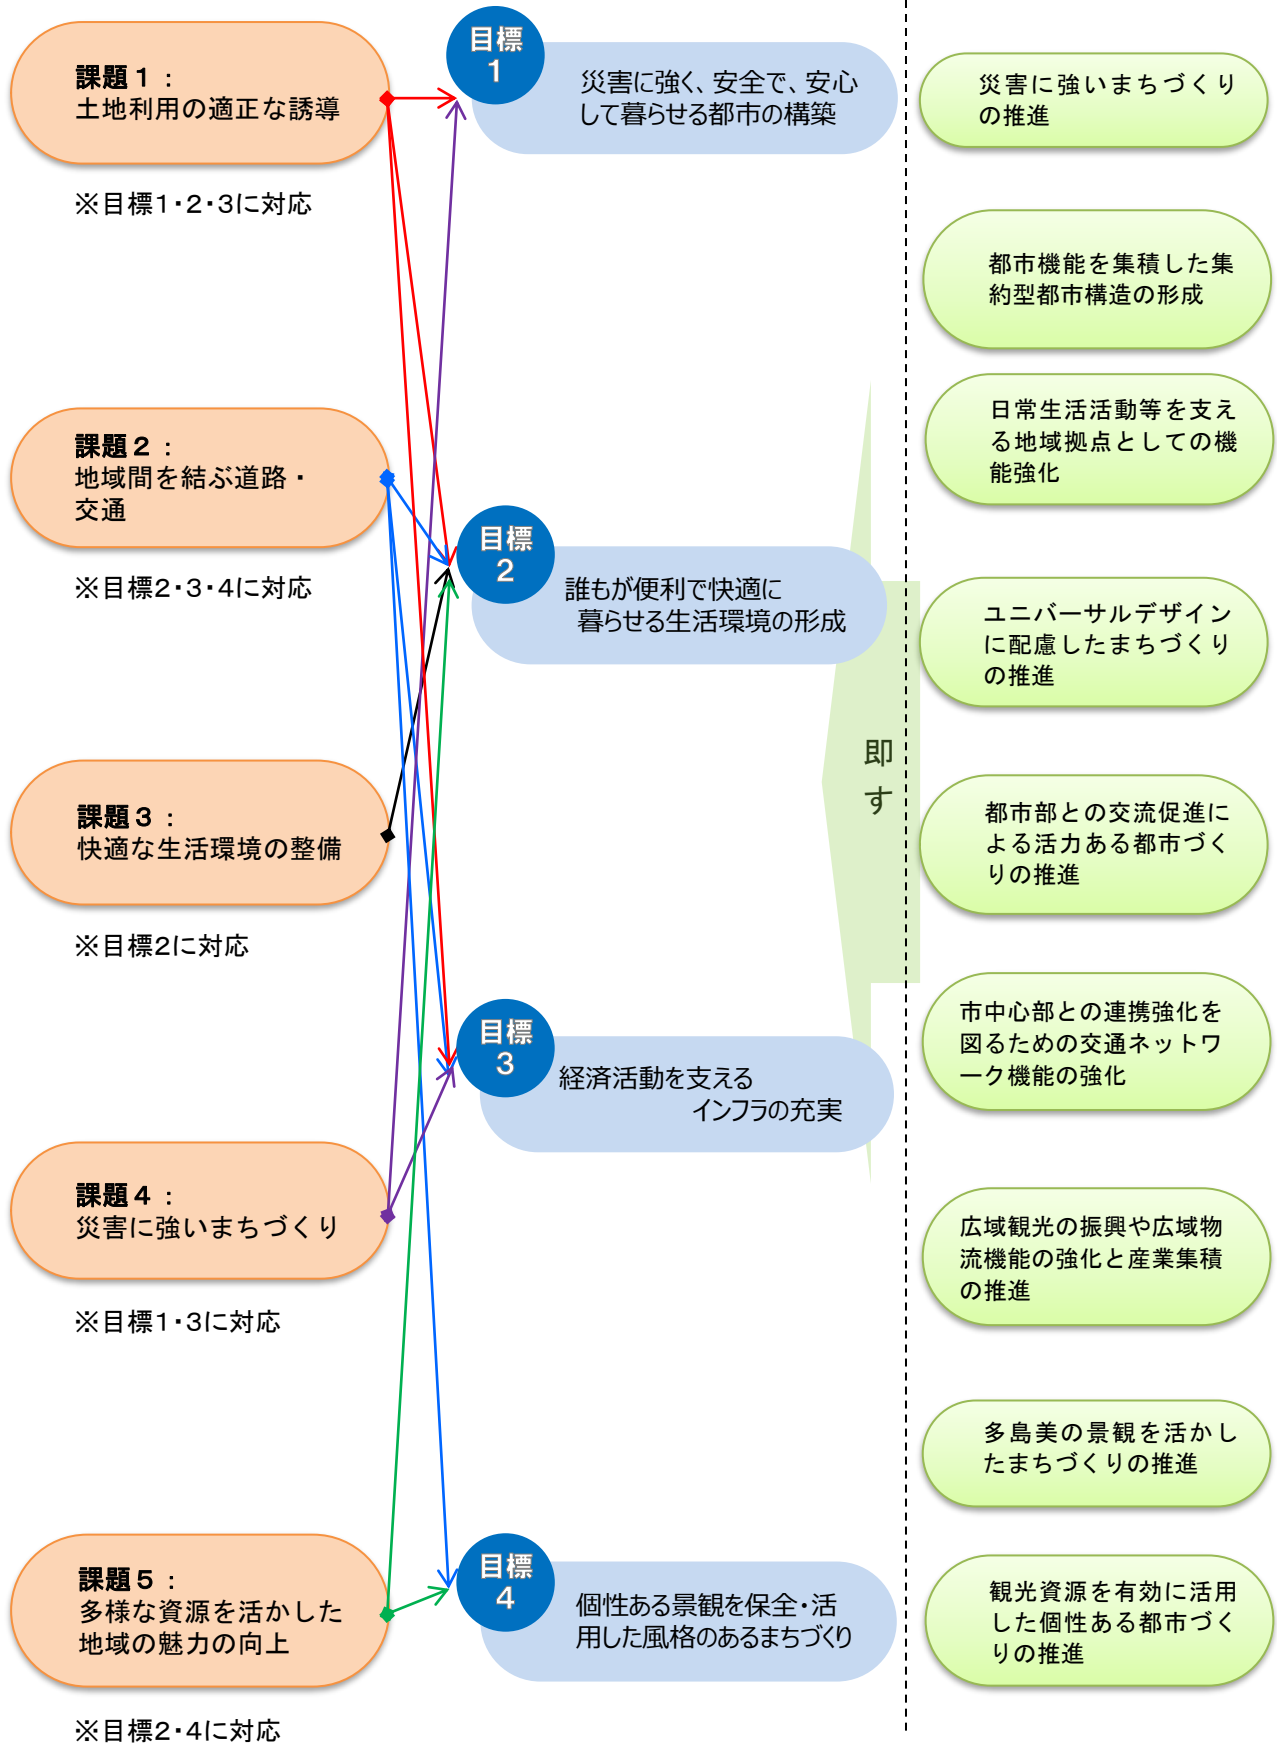 課題１：
土地利用の適正な誘導
※目標1・2・3に対応
課題２：
地域間を結ぶ道路・
交通
※目標2・3・4に対応
課題３：
快適な生活環境の整備
※目標2に対応
課題４：
災害に強いまちづくり
※目標1・3に対応
課題５：
多様な資源を活かした
地域の魅力の向上
※目標2・4に対応
目標
1
災害に強く、安全で、安心
して暮らせる都市の構築
目標
2
誰もが便利で快適に
暮らせる生活環境の形成
目標
3
経済活動を支える
インフラの充実
目標
4
個性ある景観を保全・活
用した風格のあるまちづくり
即
す
災害に強いまちづくり
の推進
都市機能を集積した集
約型都市構造の形成
日常生活活動等を支え
る地域拠点としての機
能強化
ユニバーサルデザイン
に配慮したまちづくり
の推進
都市部との交流促進に
よる活力ある都市づく
りの推進
市中心部との連携強化を
図るための交通ネットワ
ーク機能の強化
広域観光の振興や広域物
流機能の強化と産業集積
の推進
多島美の景観を活かし
たまちづくりの推進
観光資源を有効に活用
した個性ある都市づく
りの推進